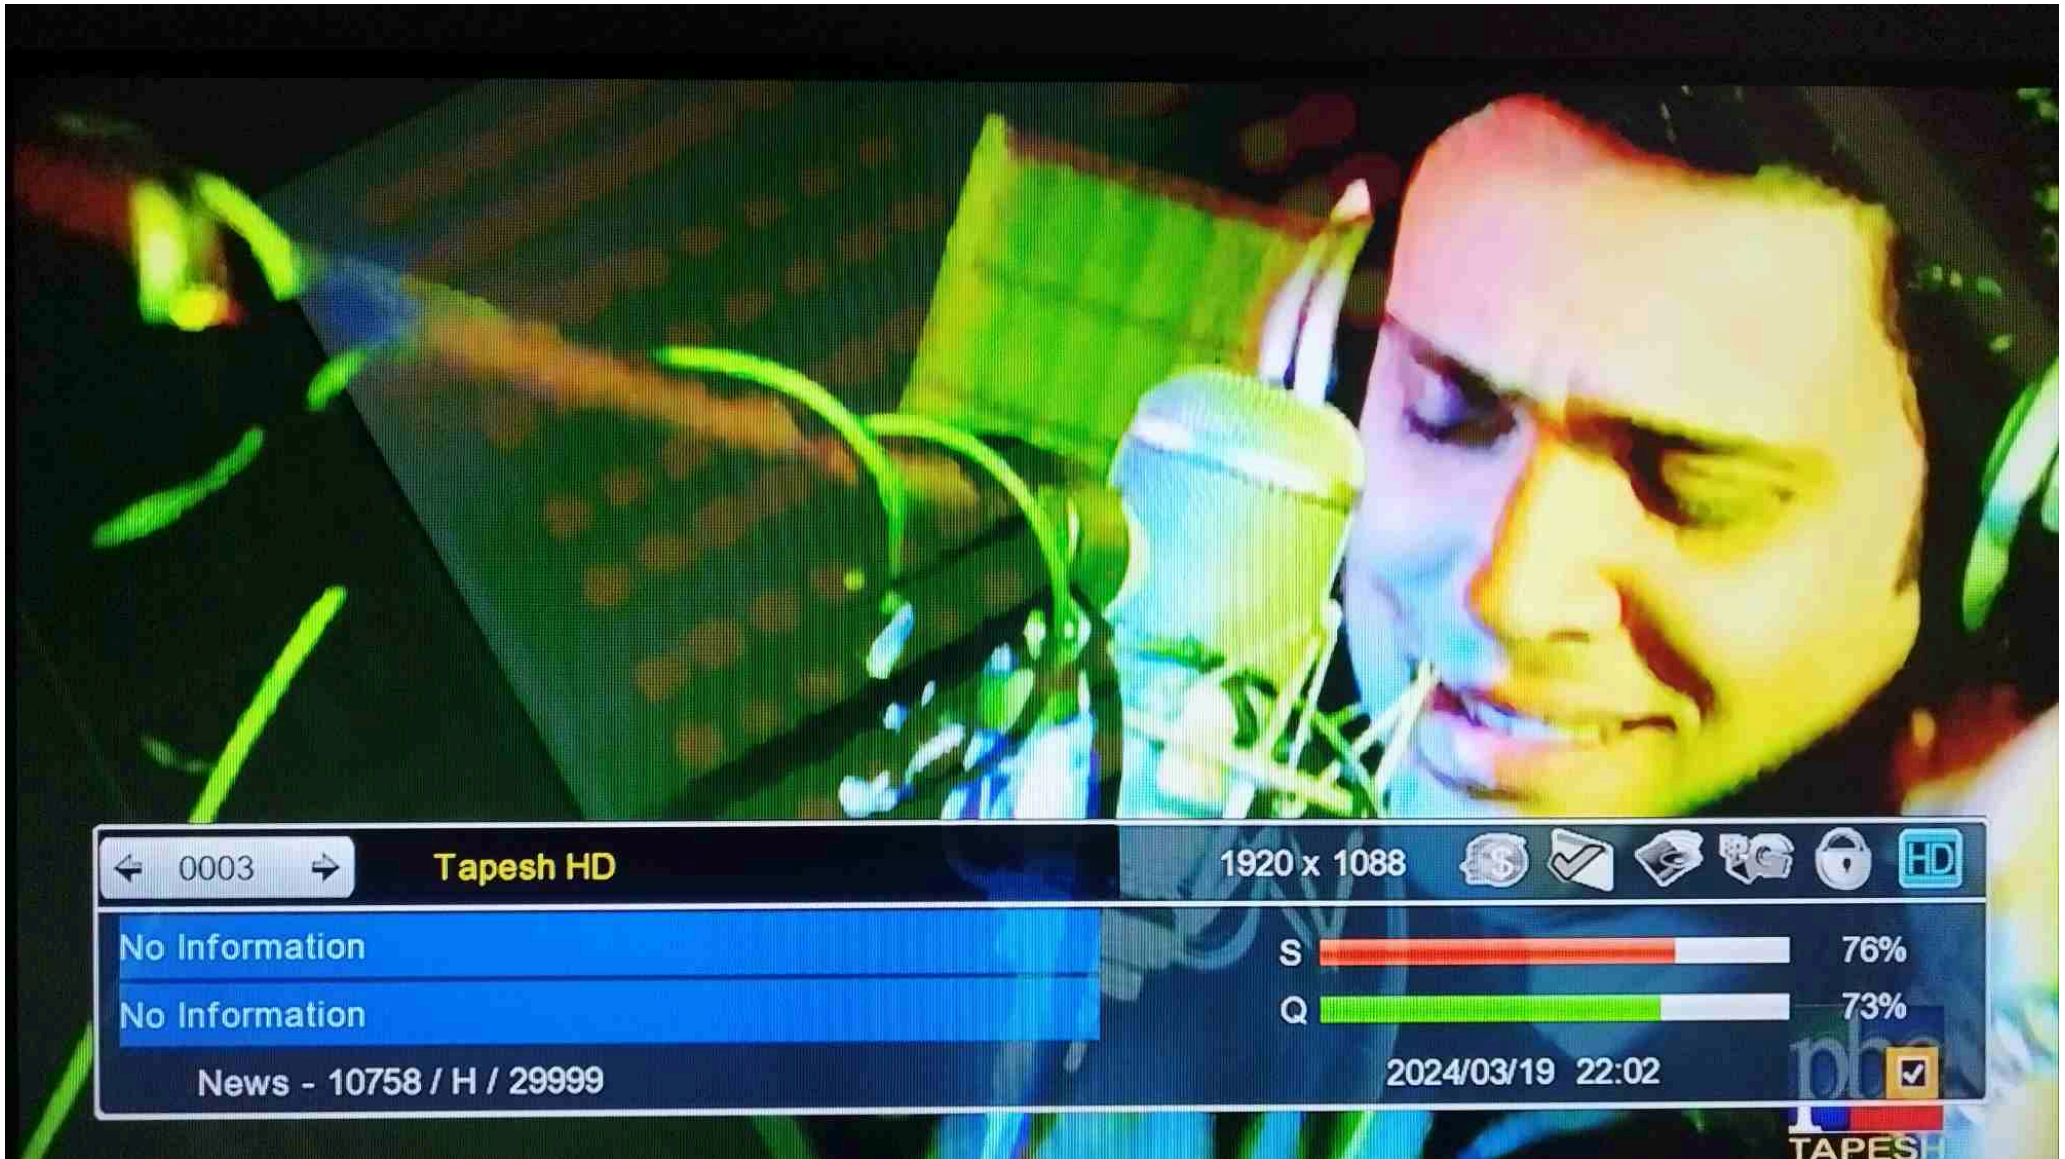 0003
Tapesh HD
1920 x 1088
HD
No Information
S
76%
No Information
Q
73%
News - 10758 / H / 29999
2024/03/19 22:02
TAPESH